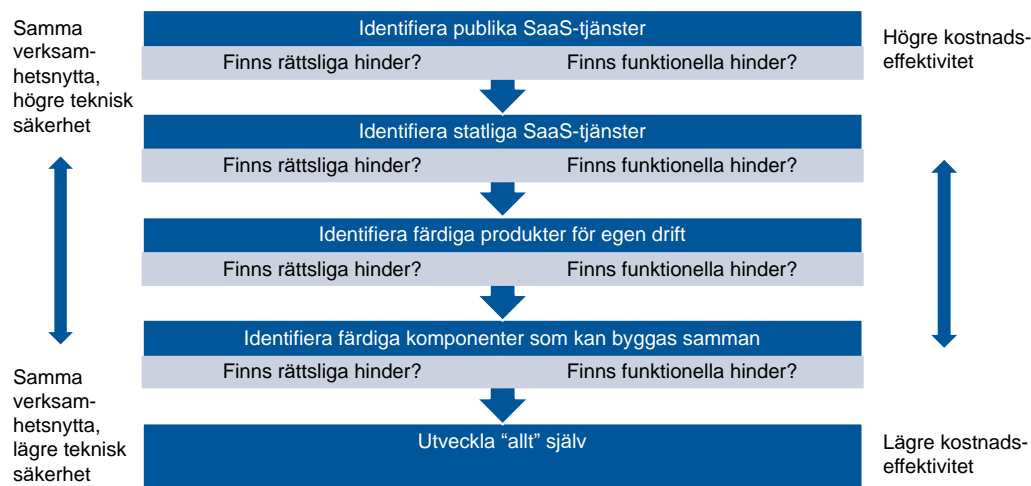 Samma
verksam-
hetsnytta,
högre teknisk
säkerhet
Identifiera publika SaaS-tjänster
Finns rättsliga hinder? Finns funktionella hinder?
Högre kostnads-
effektivitet
Identifiera statliga SaaS-tjänster
Finns rättsliga hinder? Finns funktionella hinder?
Identifiera färdiga produkter för egen drift
Finns rättsliga hinder? Finns funktionella hinder?
Identifiera färdiga komponenter som kan byggas samman
Finns rättsliga hinder? Finns funktionella hinder?
Samma
verksam-
hetsnytta,
lägre teknisk
säkerhet
Utveckla “allt” själv
Lägre kostnads-
effektivitet